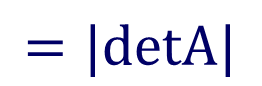 = |detA|